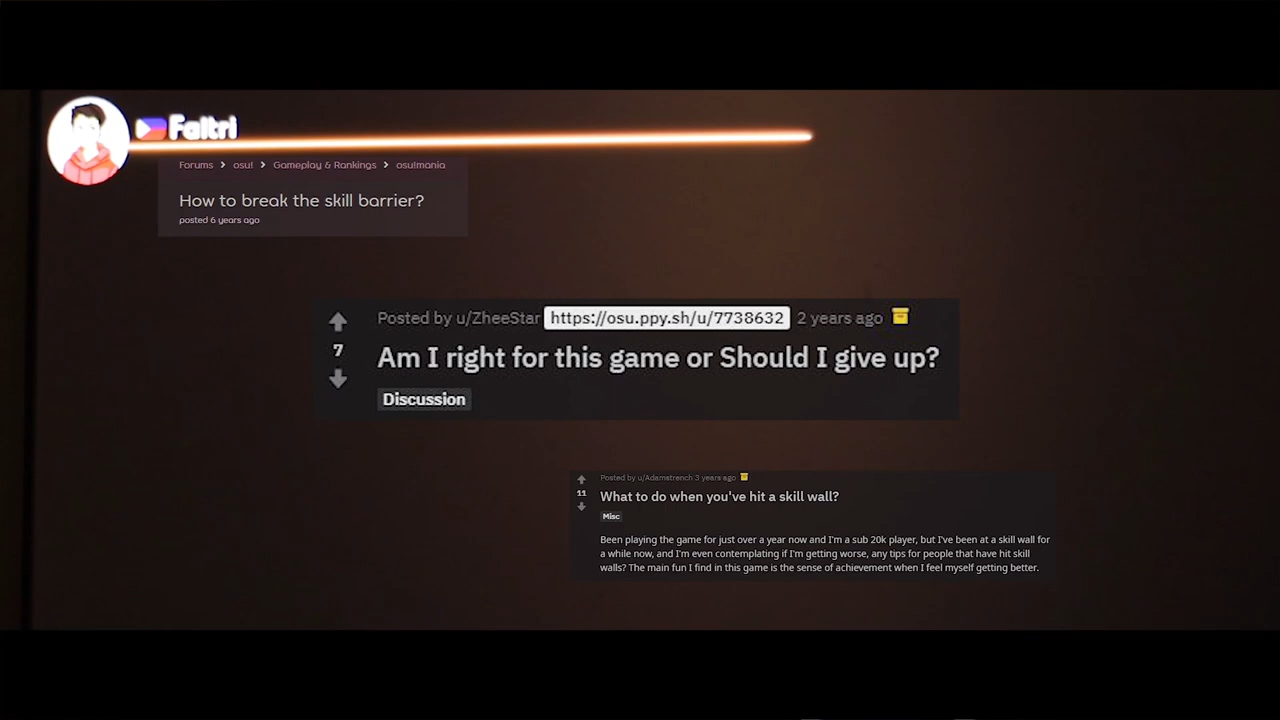 Faltri
Forums > osu! > Gameplay & Rankings > osu!mania
How to break the skill barrier?
posted 6 years ago
Posted by u/ZheeStar https://osu.ppy.sh/u/7738632 2 years ago
7
Am I right for this game or Should I give up?
Discussion
Posted by u/Adamstrench 3 years ago
11
What to do when you've hit a skill wall?
Misc
Been playing the game for just over a year now and I'm a sub 20k player, but I've been at a skill wall for
a while now, and I'm even contemplating if I'm getting worse, any tips for people that have hit skill
walls? The main fun I find in this game is the sense of achievement when I feel myself getting better.